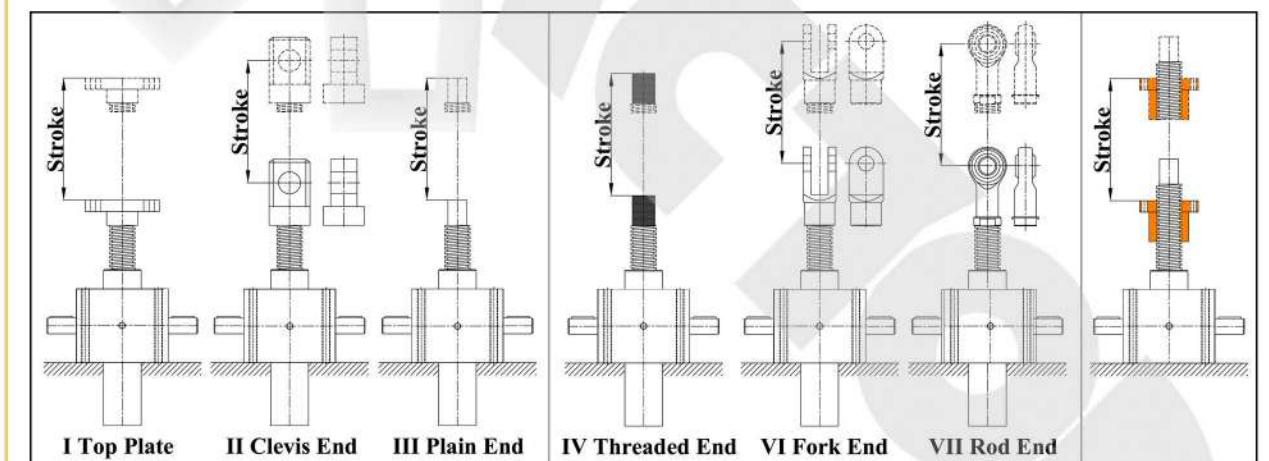 Stroke
Stroke
Stroke
Stroke
Stroke
Stroke
Stroke
I Top Plate
II Clevis End
III Plain End
IV Threaded End
VI Fork End
VII Rod End